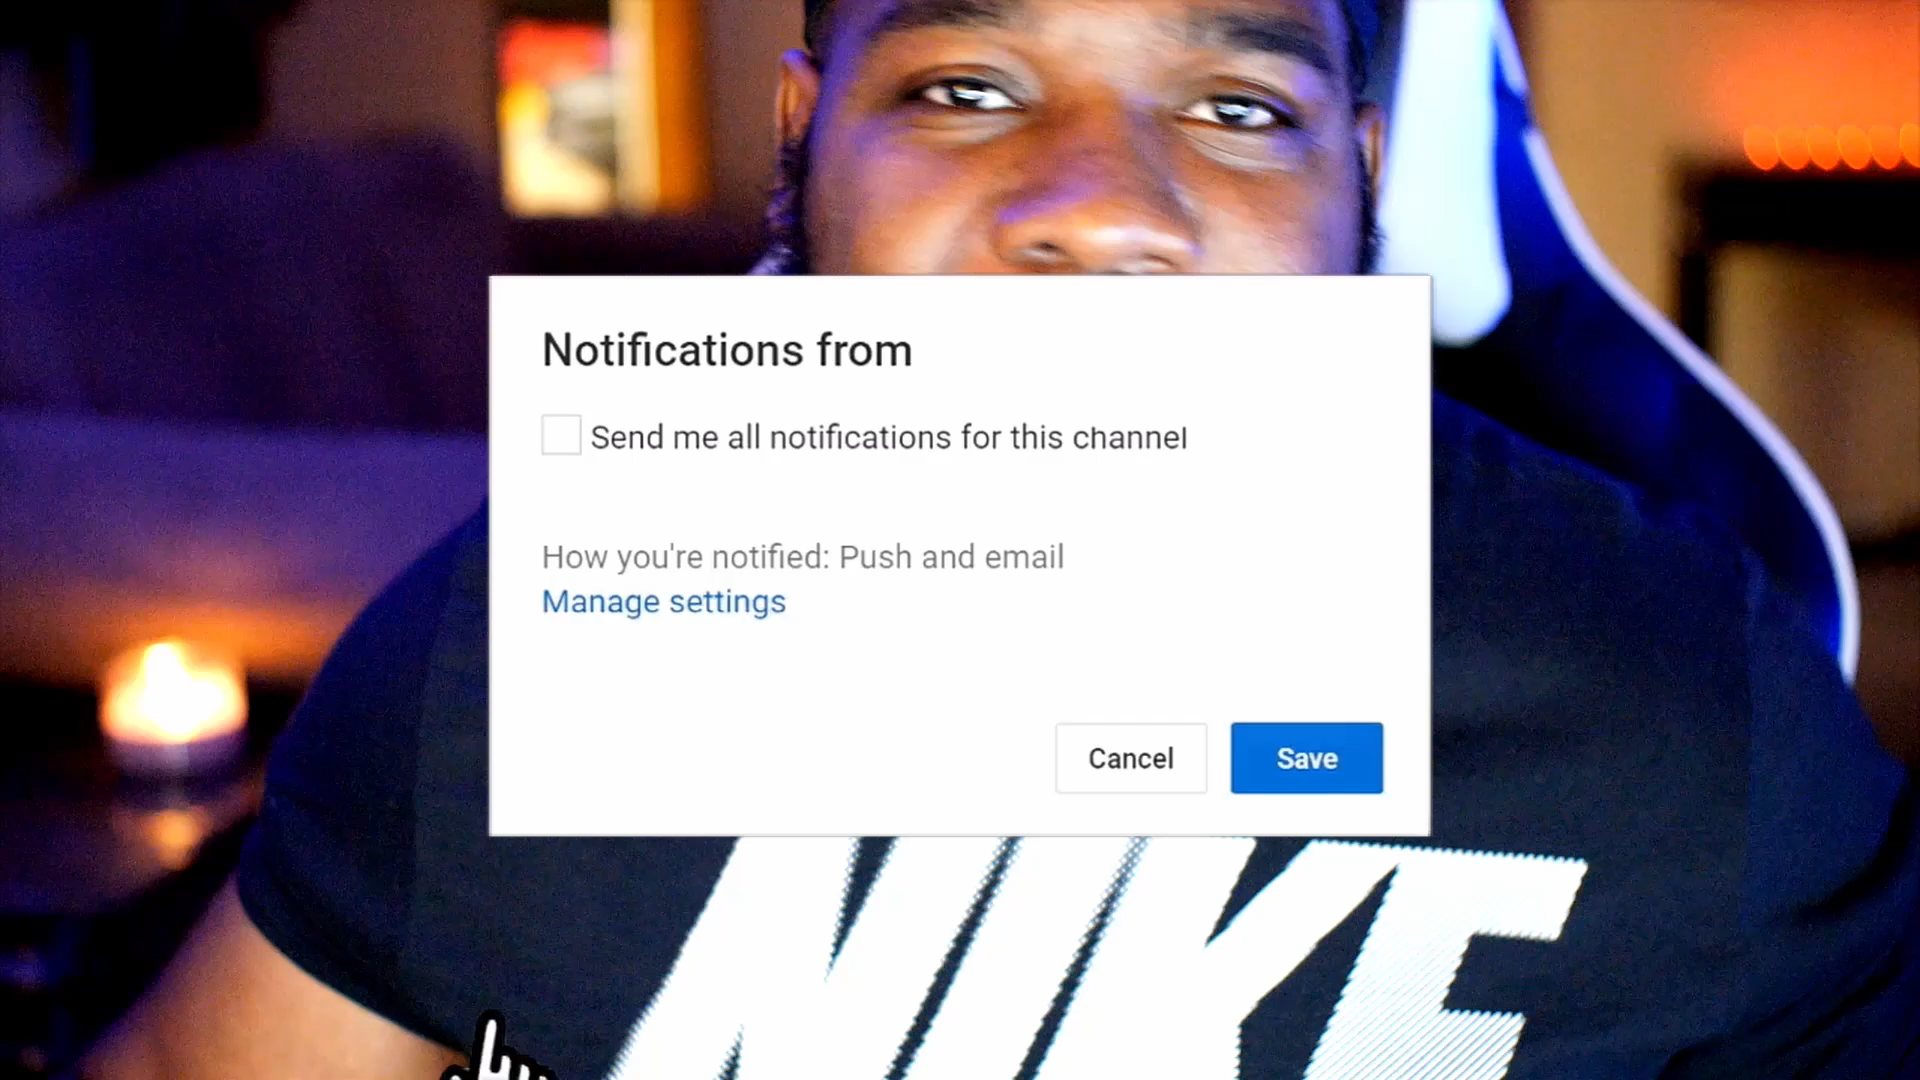 Notifications from
Send me all notifications for this channel
How you're notified: Push and email
Manage settings
Cancel
Save
NIKE